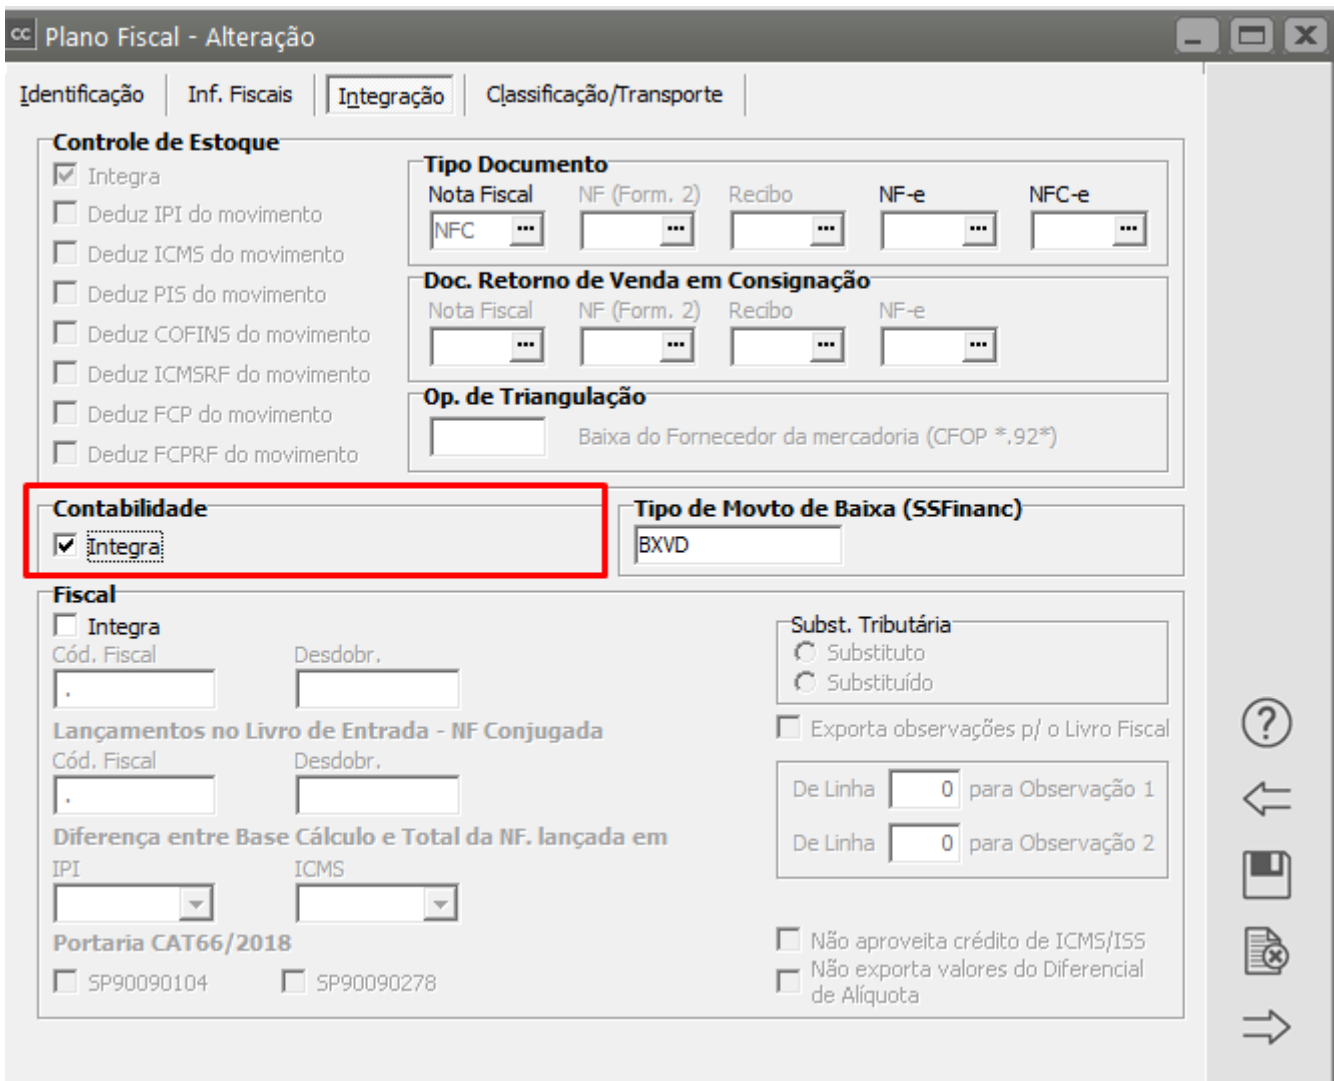 cc Plano Fiscal - Alteração
Identificação Inf. Fiscais Integração Classificação/Transporte
Controle de Estoque
Integra
Deduz IPI do movimento
Deduz ICMS do movimento
Deduz PIS do movimento
Deduz COFINS do movimento
Deduz ICMSRF do movimento
Deduz FCP do movimento
Deduz FCPRF do movimento
Tipo Documento
Nota Fiscal NF (Form. 2) Recibo NF-e NFC-e
NFC ... ... ... ... ...
Doc. Retorno de Venda em Consignação
Nota Fiscal NF (Form. 2) Recibo NF-e
... ... ... ...
Op. de Triangulação
Baixa do Fornecedor da mercadoria (CFOP *.92*)
Contabilidade
Integra
Tipo de Movto de Baixa (SSFinanc)
BXVD
Fiscal
Integra
Cód. Fiscal Desdobr.
.
Lançamentos no Livro de Entrada - NF Conjugada
Cód. Fiscal Desdobr.
.
Diferença entre Base Cálculo e Total da NF. lançada em
IPI ICMS
Portaria CAT66/2018
SP90090104 SP90090278
Subst. Tributária
Substituto
Substituído
Exporta observações p/ o Livro Fiscal
De Linha 0 para Observação 1
De Linha 0 para Observação 2
Não aproveita crédito de ICMS/ISS
Não exporta valores do Diferencial
de Alíquota
?